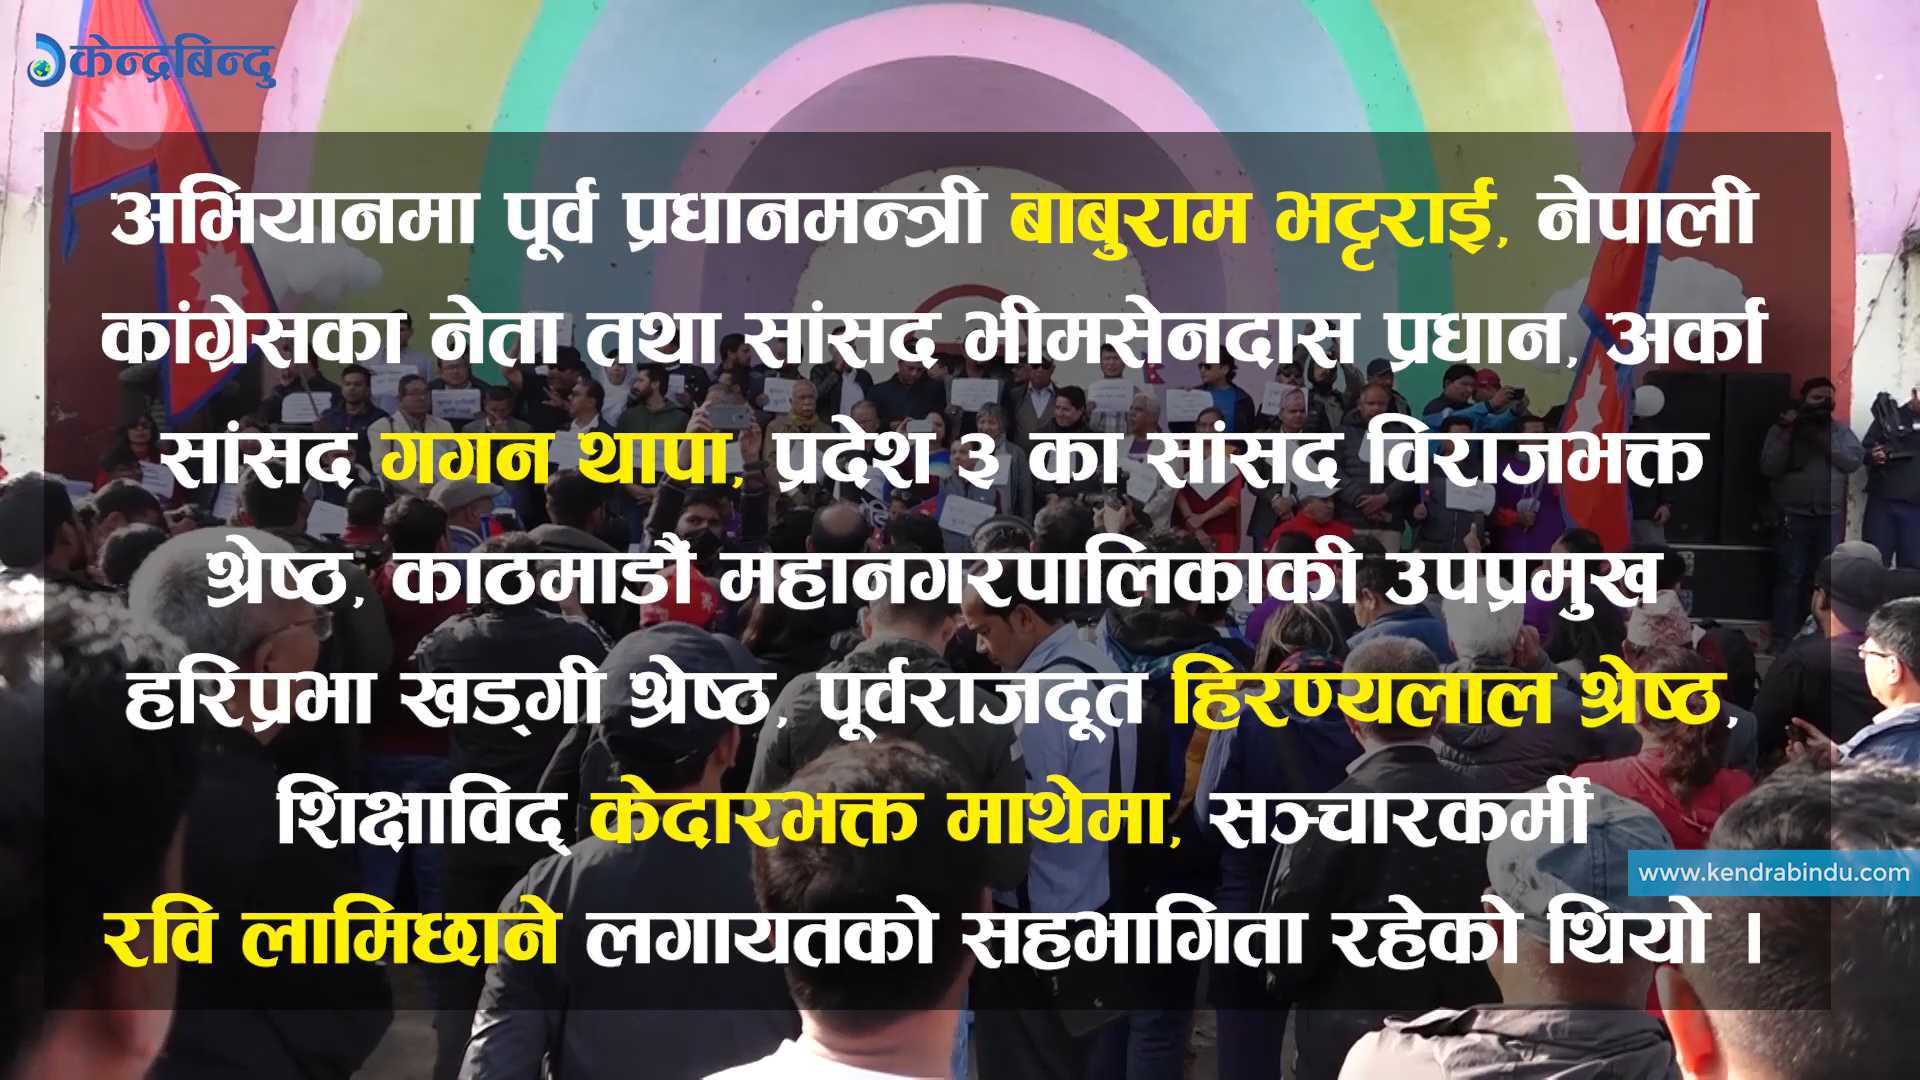 केन्द्रबिन्दु
अभियानमा पूर्व प्रधानमन्त्री बाबुराम भट्टराई, नेपाली
कांग्रेसका नेता तथा सांसद भीमसेनदास प्रधान, अर्का
सांसद गगन थापा, प्रदेश ३ का सांसद विराजभक्त
श्रेष्ठ, काठमाडौं महानगरपालिकाकी उपप्रमुख
हरिप्रभा खड्गी श्रेष्ठ, पूर्वराजदूत हिरण्यलाल श्रेष्ठ,
शिक्षाविद् केदारभक्त माथेमा, सञ्चारकर्मी
www.kendrabindu.com
रवि लामिछाने लगायतको सहभागिता रहेको थियो ।